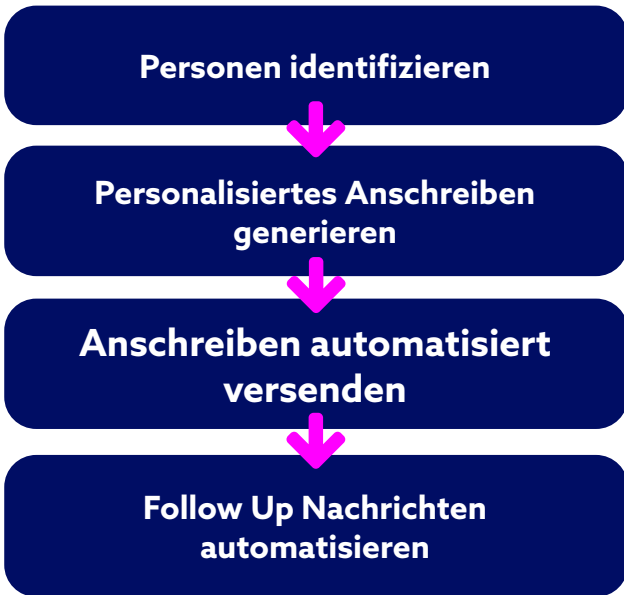 Personen identifizieren
Personalisiertes Anschreiben
generieren
Anschreiben automatisiert
versenden
Follow Up Nachrichten
automatisieren